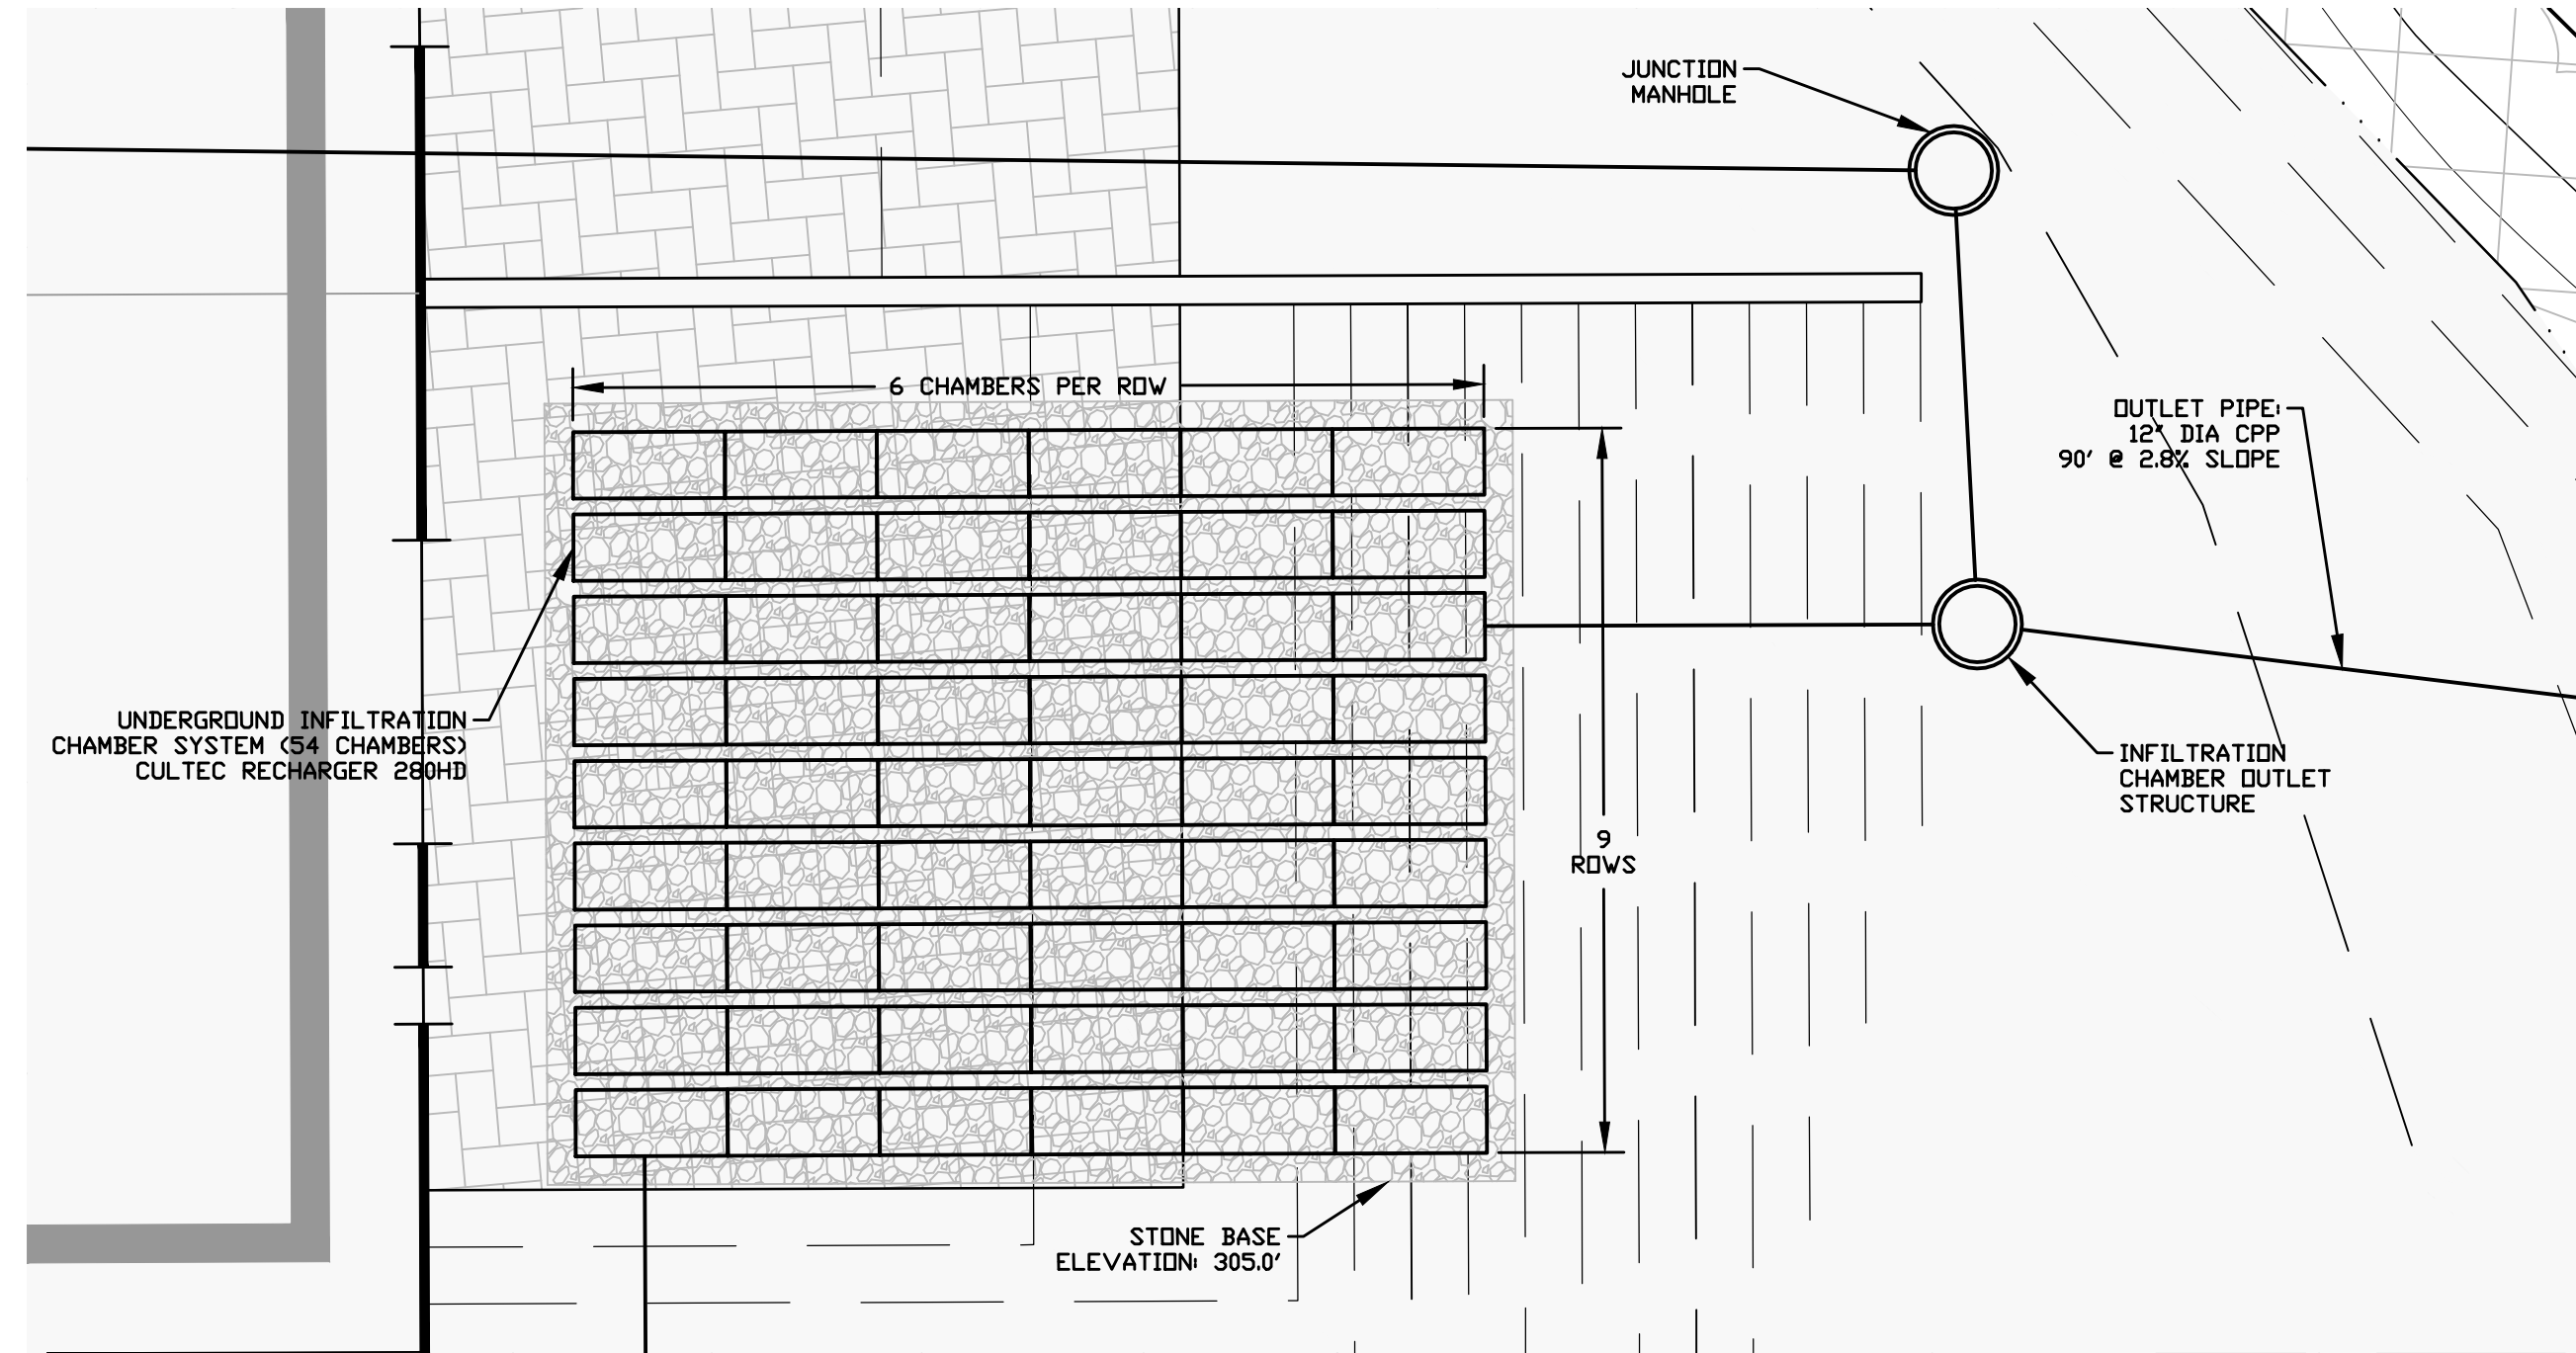 JUNCTION
MANHOLE
6 CHAMBERS PER ROW
OUTLET PIPE:
12" DIA CPP
90' @ 2.8% SLOPE
UNDERGROUND INFILTRATION
CHAMBER SYSTEM (54 CHAMBERS)
CULTEC RECHARGER 280HD
INFILTRATION
CHAMBER OUTLET
STRUCTURE
9
ROWS
STONE BASE
ELEVATION: 305.0'